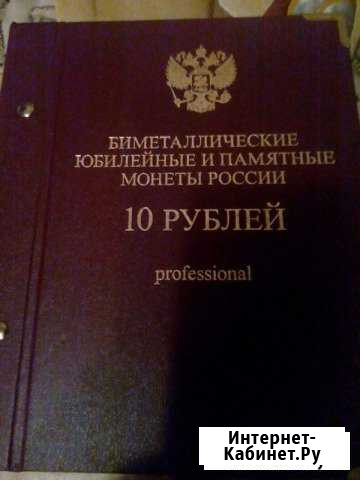 БИМЕТАЛЛИЧЕСКИЕ
ЮБИЛЕЙНЫЕ И ПАМЯТНЫЕ
МОНЕТЫ РОССИИ
10 РУБЛЕЙ
professional
Интернет-
Кабинет.Ру